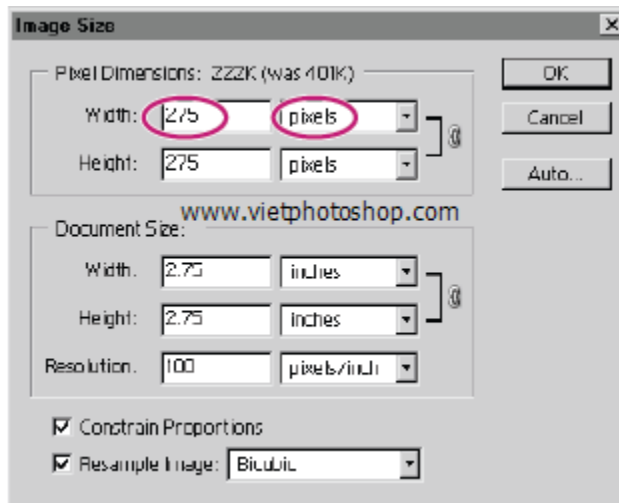 Image Size
Pixel Dimensions: 222K (was 401K)
OK
Width: 275 pixels
Cancel
Height: 275 pixels
Auto...
www.vietphotoshop.com
Document Size:
Width: 2.75 inches
Height: 2.75 inches
Resolution: 100 pixels/inch
Constrain Proportions
Resample Image: Bicubic